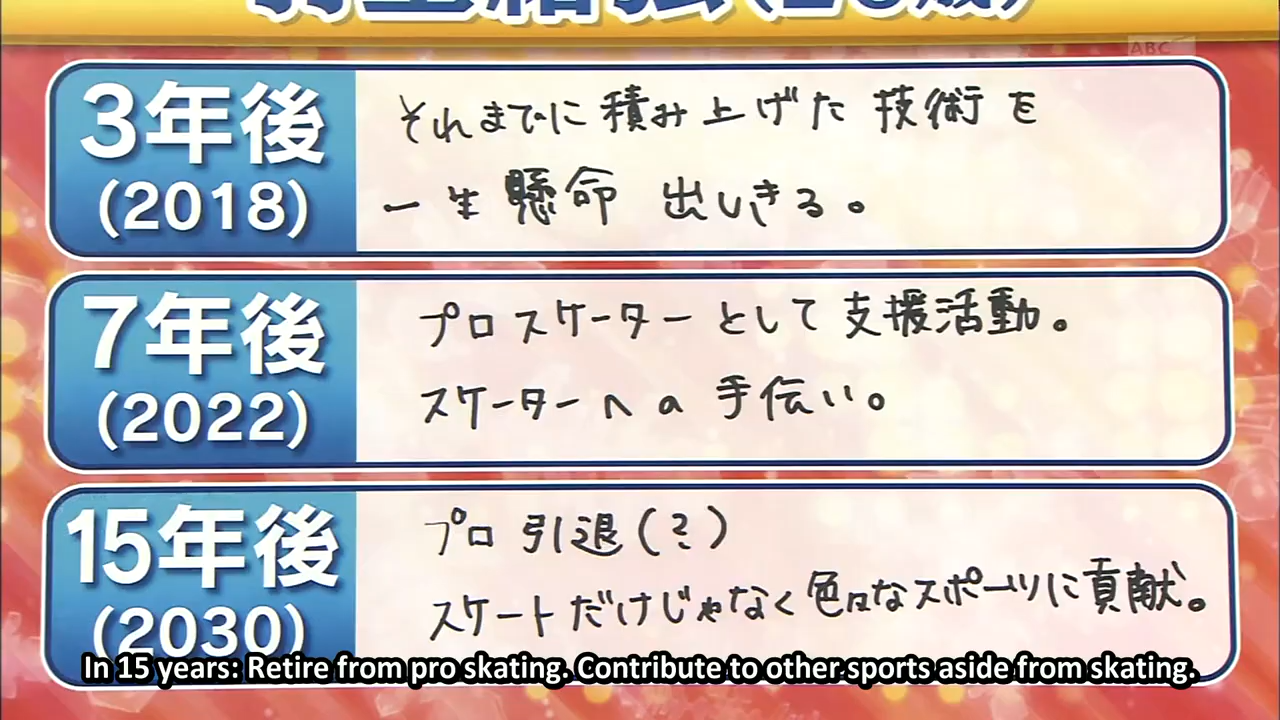 ABC
3年後
(2018)
それまでに積み上げた技術を
一生懸命 出しきる。
7年後
(2022)
プロスケーターとして支援活動。
スケーターへの手伝い。
15年後
(2030)
プロ引退(?)
スケートだけじゃなく色々なスポーツに貢献。
In 15 years: Retire from pro skating. Contribute to other sports aside from skating.